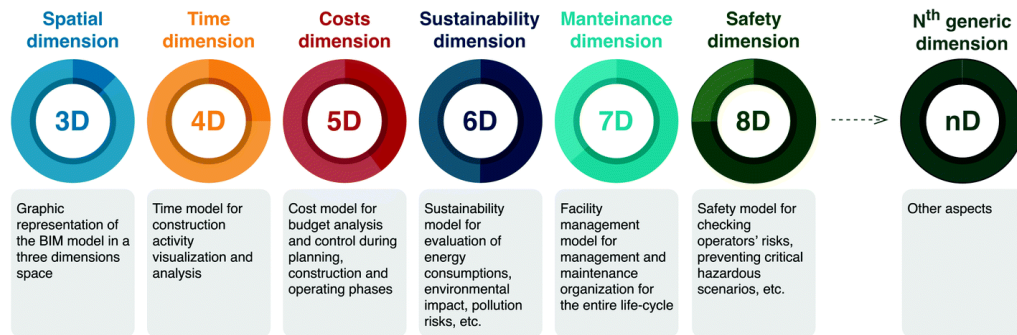 Spatial
dimension
3D
Graphic
representation of
the BIM model in a
three dimensions
space
Time
dimension
4D
Time model for
construction
activity
visualization and
analysis
Costs
dimension
5D
Cost model for
budget analysis
and control during
planning,
construction and
operating phases
Sustainability
dimension
6D
Sustainability
model for
evaluation of
energy
consumptions,
environmental
impact, pollution
risks, etc.
Manteinance
dimension
7D
Facility
management
model for
management and
maintenance
organization for
the entire life-cycle
Safety
dimension
8D
Safety model for
checking
operators' risks,
preventing critical
hazardous
scenarios, etc.
Nth generic
dimension
nD
Other aspects